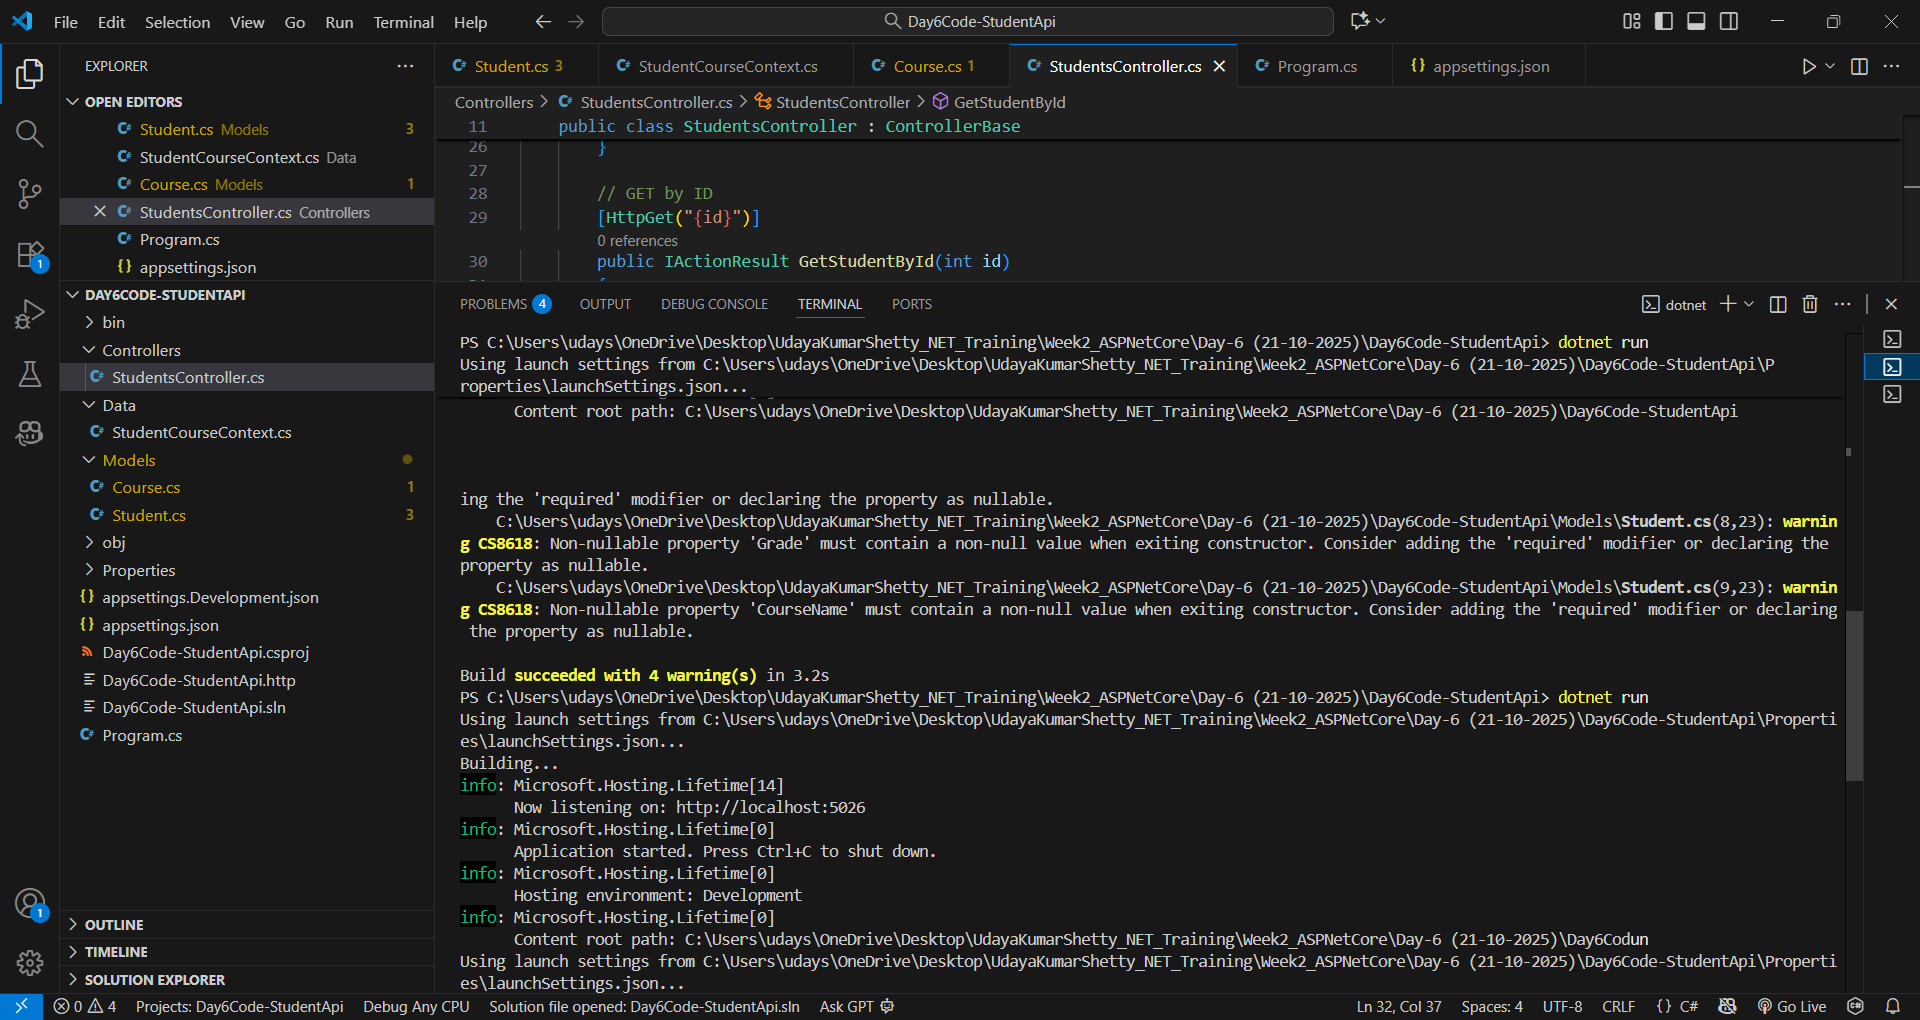 File Edit Selection View Go Run Terminal Help
Day6Code-StudentApi
EXPLORER
OPEN EDITORS
Student.cs Models 3
StudentCourseContext.cs Data
Course.cs Models 1
StudentsController.cs Controllers
Program.cs
appsettings.json
DAY6CODE-STUDENTAPI
bin
Controllers
StudentsController.cs
Data
StudentCourseContext.cs
Models
Course.cs 1
Student.cs 3
obj
Properties
appsettings.Development.json
appsettings.json
Day6Code-StudentApi.csproj
Day6Code-StudentApi.http
Day6Code-StudentApi.sln
Program.cs
OUTLINE
TIMELINE
SOLUTION EXPLORER
1
1
Student.cs 3
StudentCourseContext.cs
Course.cs 1
StudentsController.cs
Program.cs
appsettings.json
Controllers > StudentsController.cs > StudentsController > GetStudentById
11 public class StudentsController : ControllerBase
26 }
27
28 // GET by ID
29 [HttpGet("{id}")]
0 references
30 public IActionResult GetStudentById(int id)
PROBLEMS 4 OUTPUT DEBUG CONSOLE TERMINAL PORTS
dotnet
PS C:\Users\udays\OneDrive\Desktop\UdayaKumarShetty_NET_Training\Week2_ASPNetCore\Day-6 (21-10-2025)\Day6Code-StudentApi> dotnet run
Using launch settings from C:\Users\udays\OneDrive\Desktop\UdayaKumarShetty_NET_Training\Week2_ASPNetCore\Day-6 (21-10-2025)\Day6Code-StudentApi\P
roperties\launchSettings.json...
Content root path: C:\Users\udays\OneDrive\Desktop\UdayaKumarShetty_NET_Training\Week2_ASPNetCore\Day-6 (21-10-2025)\Day6Code-StudentApi
ing the 'required' modifier or declaring the property as nullable.
C:\Users\udays\OneDrive\Desktop\UdayaKumarShetty_NET_Training\Week2_ASPNetCore\Day-6 (21-10-2025)\Day6Code-StudentApi\Models\Student.cs(8,23): warnin
g CS8618: Non-nullable property 'Grade' must contain a non-null value when exiting constructor. Consider adding the 'required' modifier or declaring the
property as nullable.
C:\Users\udays\OneDrive\Desktop\UdayaKumarShetty_NET_Training\Week2_ASPNetCore\Day-6 (21-10-2025)\Day6Code-StudentApi\Models\Student.cs(9,23): warnin
g CS8618: Non-nullable property 'CourseName' must contain a non-null value when exiting constructor. Consider adding the 'required' modifier or declaring
the property as nullable.
Build succeeded with 4 warning(s) in 3.2s
PS C:\Users\udays\OneDrive\Desktop\UdayaKumarShetty_NET_Training\Week2_ASPNetCore\Day-6 (21-10-2025)\Day6Code-StudentApi> dotnet run
Using launch settings from C:\Users\udays\OneDrive\Desktop\UdayaKumarShetty_NET_Training\Week2_ASPNetCore\Day-6 (21-10-2025)\Day6Code-StudentApi\Properti
es\launchSettings.json...
Building...
info: Microsoft.Hosting.Lifetime[14]
Now listening on: http://localhost:5026
info: Microsoft.Hosting.Lifetime[0]
Application started. Press Ctrl+C to shut down.
info: Microsoft.Hosting.Lifetime[0]
Hosting environment: Development
info: Microsoft.Hosting.Lifetime[0]
Content root path: C:\Users\udays\OneDrive\Desktop\UdayaKumarShetty_NET_Training\Week2_ASPNetCore\Day-6 (21-10-2025)\Day6Codun
Using launch settings from C:\Users\udays\OneDrive\Desktop\UdayaKumarShetty_NET_Training\Week2_ASPNetCore\Day-6 (21-10-2025)\Day6Code-StudentApi\Properti
es\launchSettings.json...
0 4 Projects: Day6Code-StudentApi Debug Any CPU Solution file opened: Day6Code-StudentApi.sln Ask GPT Ln 32, Col 37 Spaces: 4 UTF-8 CRLF {} C# Go Live